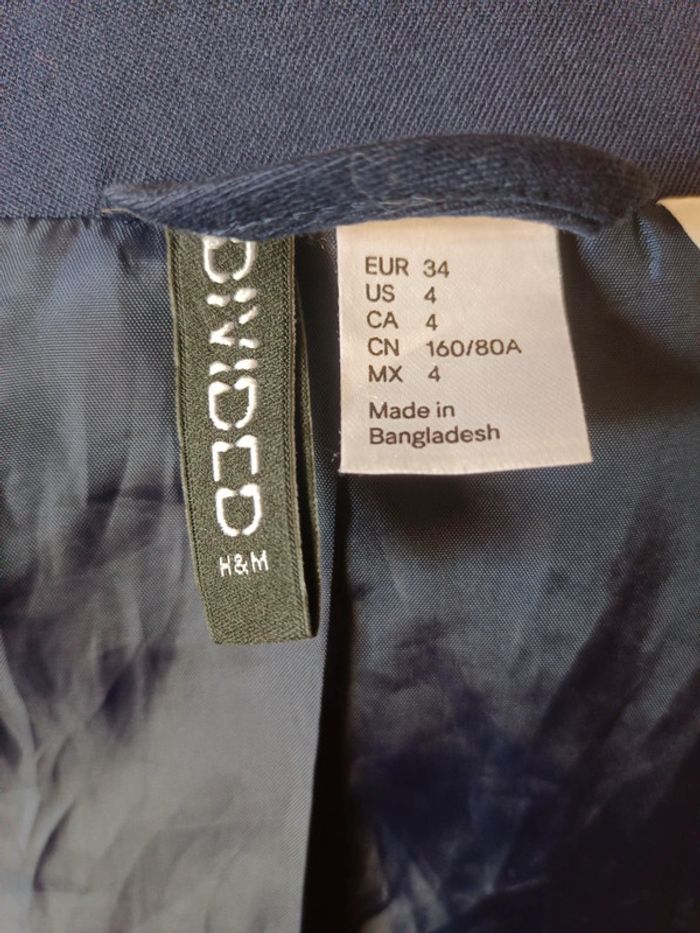 DIVIDED
H&M
EUR 34
US 4
CA 4
CN 160/80A
MX 4
Made in
Bangladesh